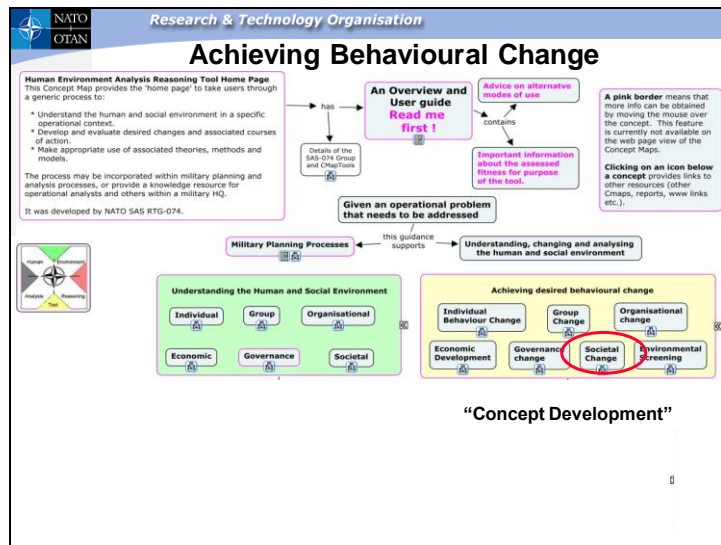 NATO
OTAN
Research & Technology Organisation
Achieving Behavioural Change
Human Environment Analysis Reasoning Tool Home Page
This Concept Map provides the 'home page' to take users through
a generic process to:
* Understand the human and social environment in a specific
operational context.
* Develop and evaluate desired changes and associated courses
of action.
* Make appropriate use of associated theories, methods and
models.
The process may be incorporated within military planning and
analysis processes, or provide a knowledge resource for
operational analysts and others within a military HQ.
It was developed by NATO SAS RTG-074.
has
An Overview and
User guide
Read me
first !
Details of the
SAS-074 Group
and CMapTools
contains
Advice on alternatve
modes of use
Important information
about the assessed
fitness for purpose
of the tool.
A pink border means that
more info can be obtained
by moving the mouse over
the concept. This feature
is currently not available on
the web page view of the
Concept Maps.
Clicking on an icon below
a concept provides links to
other resources (other
Cmaps, reports, www links
etc.).
Given an operational problem
that needs to be addressed
this guidance
supports
Military Planning Processes
Understanding, changing and analysing
the human and social environment
Human
Environment
Analysis
Reasoning
Tool
Understanding the Human and Social Environment
Individual
Group
Organisational
Economic
Governance
Societal
Achieving desired behavioural change
Individual
Behaviour Change
Group
Change
Organisational
change
Economic
Development
Governance
change
Societal
Change
Environmental
Screening
“Concept Development”